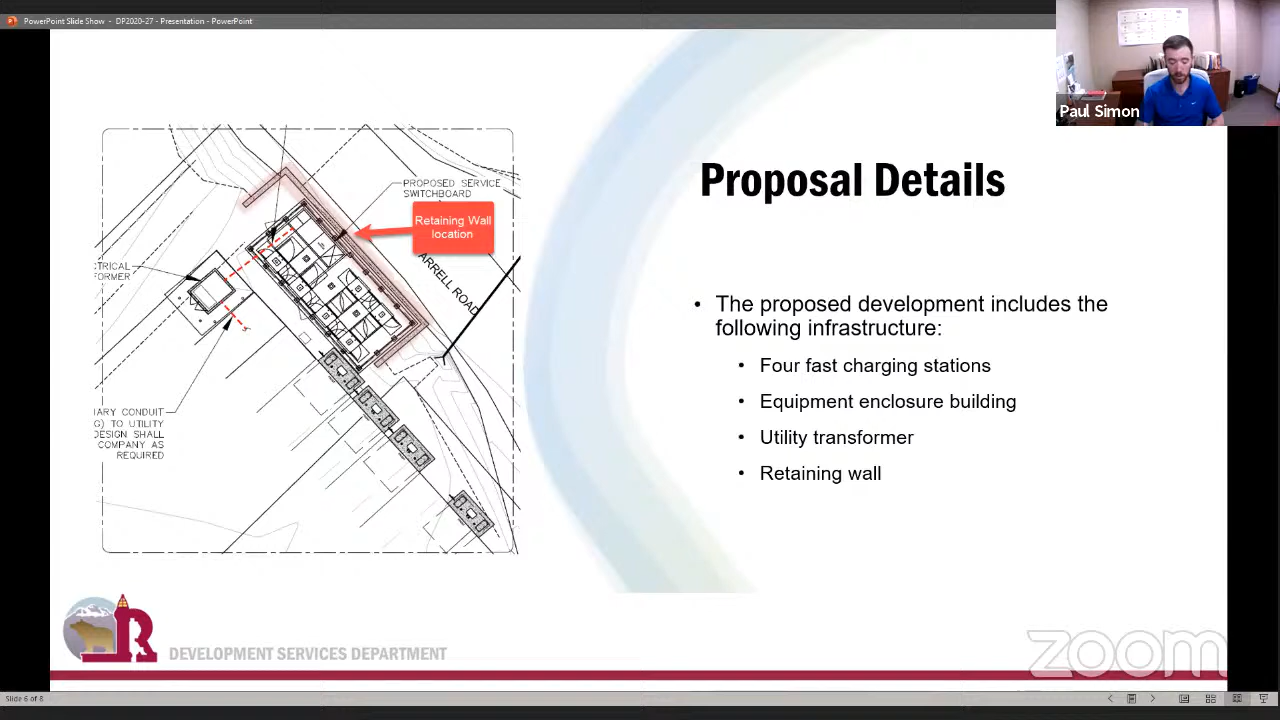 PowerPoint Slide Show - DP2020-27 - Presentation - PowerPoint
Paul Simon
Proposal Details
PROPOSED SERVICE
SWITCHBOARD
Retaining Wall
location
ARRELL ROAD
CTRICAL
FORMER
ARY CONDUIT
G) TO UTILITY
DESIGN SHALL
COMPANY AS
REQUIRED
• The proposed development includes the
following infrastructure:
• Four fast charging stations
• Equipment enclosure building
• Utility transformer
• Retaining wall
R
DEVELOPMENT SERVICES DEPARTMENT
zoom
Slide 6 of 8